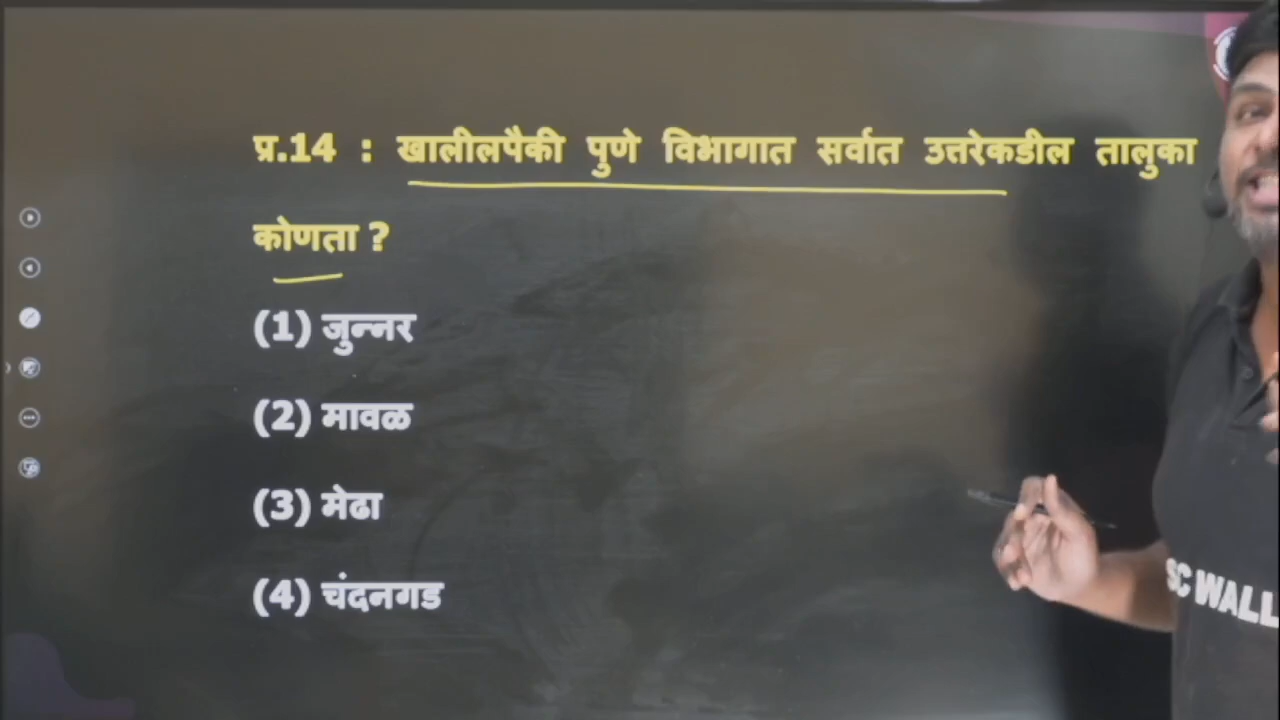 प्र.14 : खालीलपैकी पुणे विभागात सर्वात उत्तरेकडील तालुका
कोणता ?
(1) जुन्नर
(2) मावळ
(3) मेढा
(4) चंदनगड
SC WALL